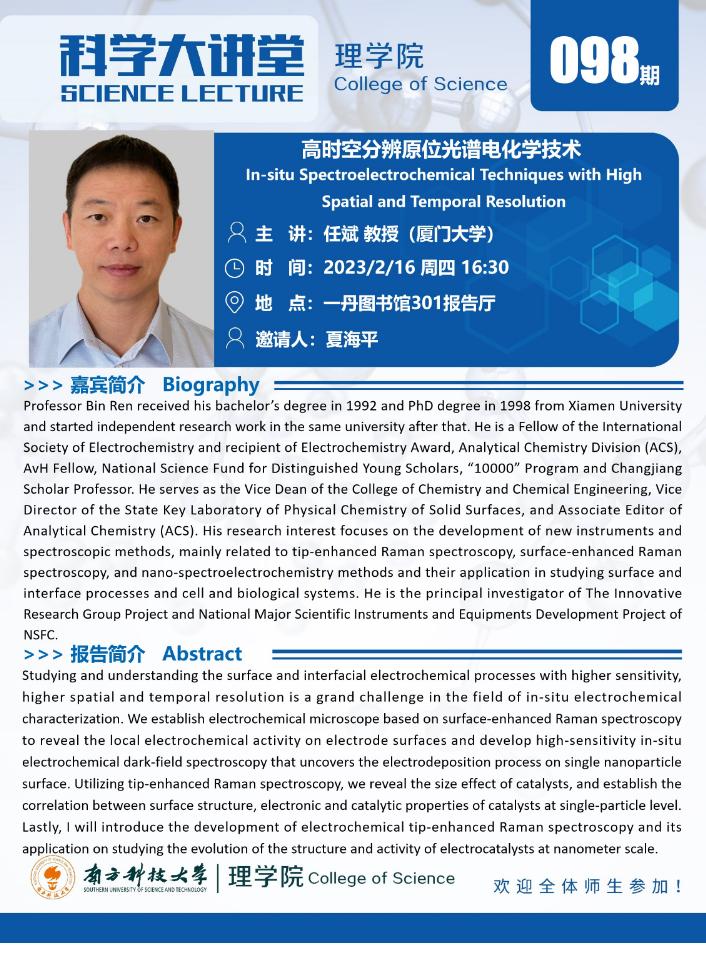 科学大讲堂
SCIENCE LECTURE
理学院
College of Science
098期
高时空分辨原位光谱电化学技术
In-situ Spectroelectrochemical Techniques with High
Spatial and Temporal Resolution
主 讲：任斌 教授（厦门大学）
时 间：2023/2/16 周四 16:30
地 点：一丹图书馆301报告厅
邀请人：夏海平
>>> 嘉宾简介 Biography
Professor Bin Ren received his bachelor’s degree in 1992 and PhD degree in 1998 from Xiamen University
and started independent research work in the same university after that. He is a Fellow of the International
Society of Electrochemistry and recipient of Electrochemistry Award, Analytical Chemistry Division (ACS),
AvH Fellow, National Science Fund for Distinguished Young Scholars, “10000” Program and Changjiang
Scholar Professor. He serves as the Vice Dean of the College of Chemistry and Chemical Engineering, Vice
Director of the State Key Laboratory of Physical Chemistry of Solid Surfaces, and Associate Editor of
Analytical Chemistry (ACS). His research interest focuses on the development of new instruments and
spectroscopic methods, mainly related to tip-enhanced Raman spectroscopy, surface-enhanced Raman
spectroscopy, and nano-spectroelectrochemistry methods and their application in studying surface and
interface processes and cell and biological systems. He is the principal investigator of The Innovative
Research Group Project and National Major Scientific Instruments and Equipments Development Project of
NSFC.
>>> 报告简介 Abstract
Studying and understanding the surface and interfacial electrochemical processes with higher sensitivity,
higher spatial and temporal resolution is a grand challenge in the field of in-situ electrochemical
characterization. We establish electrochemical microscope based on surface-enhanced Raman spectroscopy
to reveal the local electrochemical activity on electrode surfaces and develop high-sensitivity in-situ
electrochemical dark-field spectroscopy that uncovers the electrodeposition process on single nanoparticle
surface. Utilizing tip-enhanced Raman spectroscopy, we reveal the size effect of catalysts, and establish the
correlation between surface structure, electronic and catalytic properties of catalysts at single-particle level.
Lastly, I will introduce the development of electrochemical tip-enhanced Raman spectroscopy and its
application on studying the evolution of the structure and activity of electrocatalysts at nanometer scale.
南方科技大学
SOUTHERN UNIVERSITY OF SCIENCE AND TECHNOLOGY
理学院 College of Science
欢迎全体师生参加！